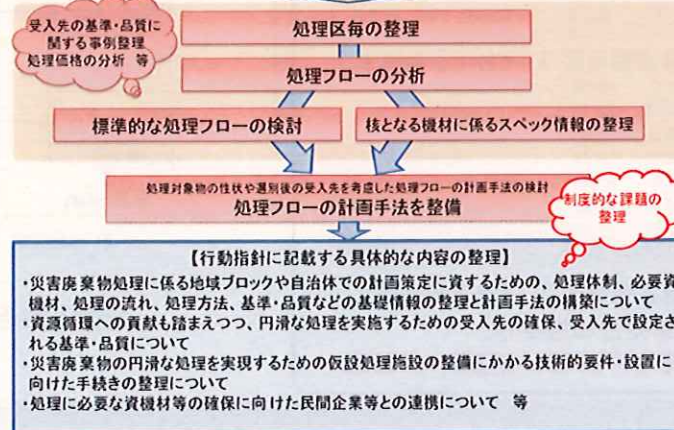 受入先の基準・品質に
関する事例整理
処理価格の分析 等
処理区毎の整理
処理フローの分析
標準的な処理フローの検討
核となる機材に係るスペック情報の整理
処理対象物の性状や選別後の受入先を考慮した処理フローの計画手法の検討
処理フローの計画手法を整備
制度的な課題の
整理
【行動指針に記載する具体的な内容の整理】
・災害廃棄物処理に係る地域ブロックや自治体での計画策定に資するための、処理体制、必要資
機材、処理の流れ、処理方法、基準・品質などの基礎情報の整理と計画手法の構築について
・資源循環への貢献も踏まえつつ、円滑な処理を実施するための受入先の確保、受入先で設定さ
れる基準・品質について
・災害廃棄物の円滑な処理を実現するための仮設処理施設の整備にかかる技術的要件・設置に
向けた手続きの整理について
・処理に必要な資機材等の確保に向けた民間企業等との連携について 等